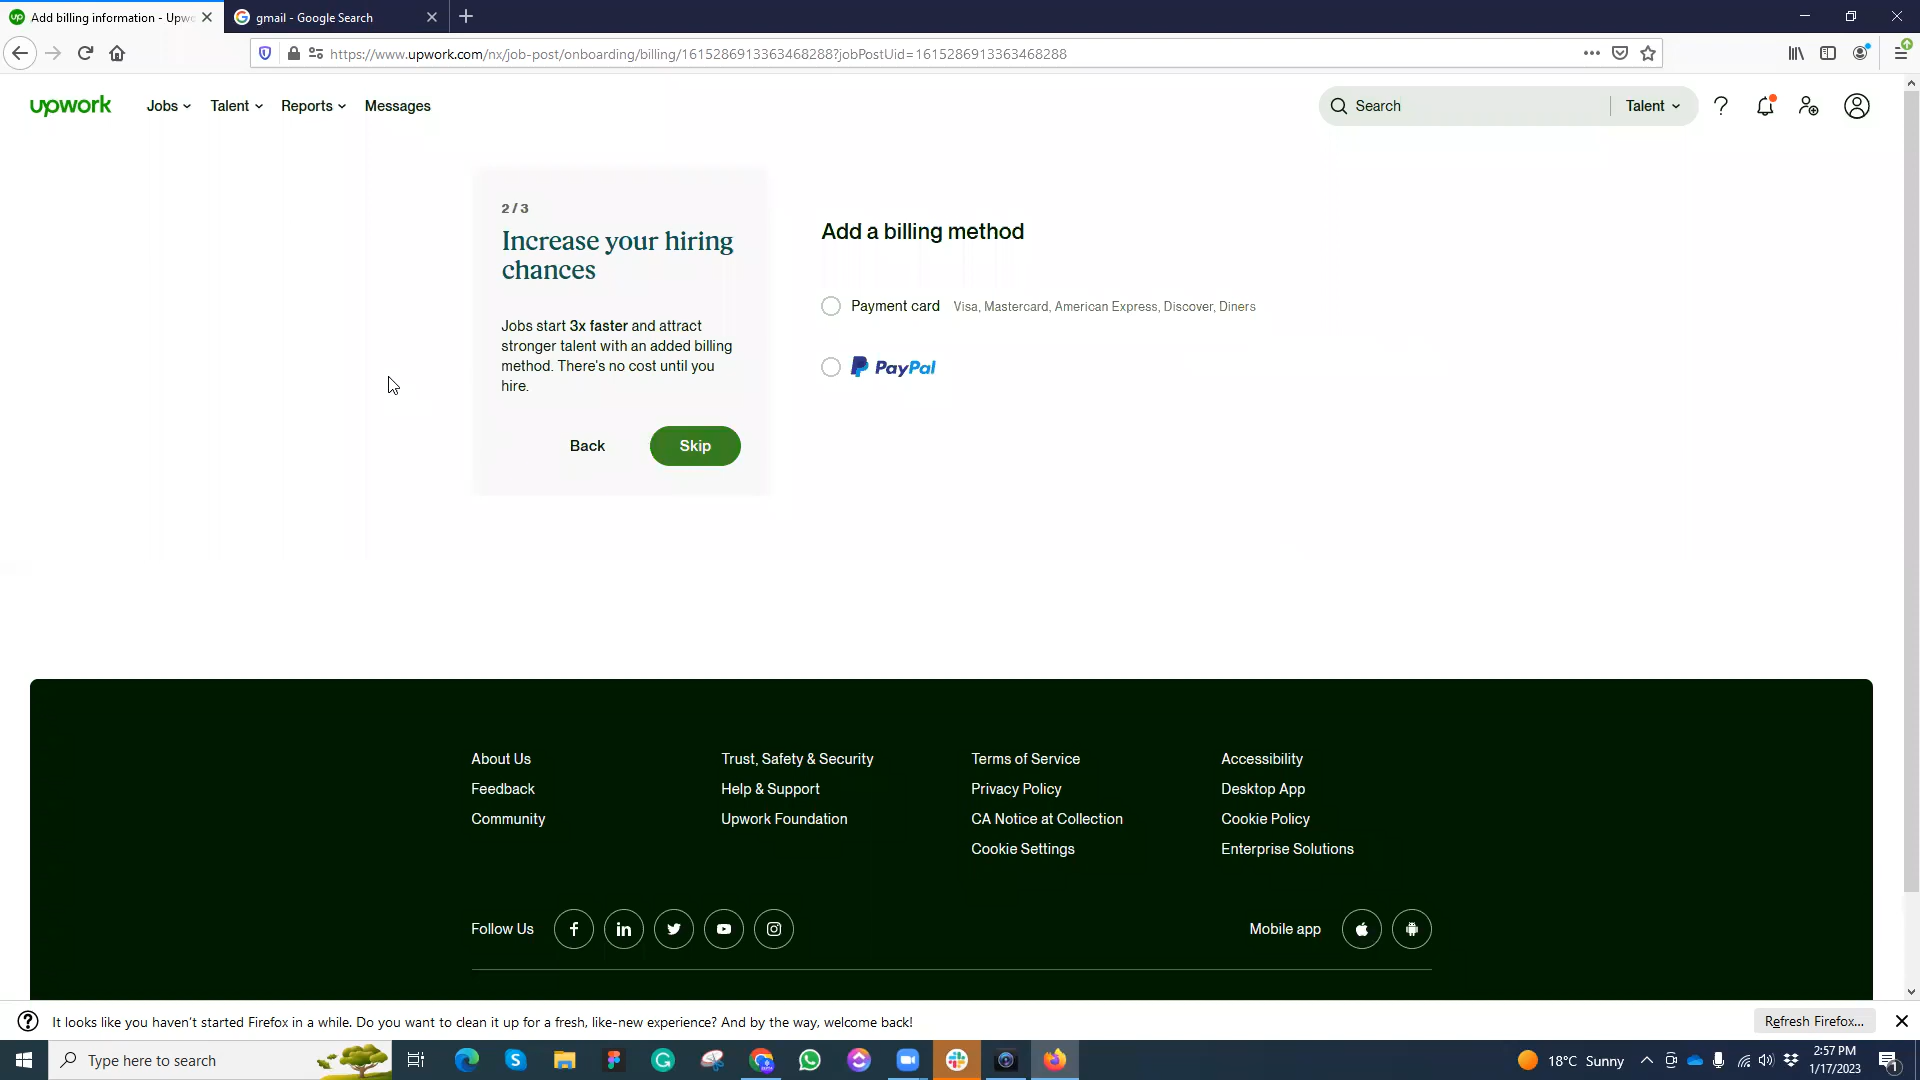 Add billing information - Upwo
gmail - Google Search
https://www.upwork.com/nx/job-post/onboarding/billing/1615286913363468288?jobPostUid=1615286913363468288
upwork
Jobs
Talent
Reports
Messages
Search
Talent
2 / 3
Increase your hiring
chances
Jobs start 3x faster and attract
stronger talent with an added billing
method. There's no cost until you
hire.
Back
Skip
Add a billing method
Payment card Visa, Mastercard, American Express, Discover, Diners
PayPal
About Us
Feedback
Community
Trust, Safety & Security
Help & Support
Upwork Foundation
Terms of Service
Privacy Policy
CA Notice at Collection
Cookie Settings
Accessibility
Desktop App
Cookie Policy
Enterprise Solutions
Follow Us
Mobile app
It looks like you haven't started Firefox in a while. Do you want to clean it up for a fresh, like-new experience? And by the way, welcome back!
Refresh Firefox...
Type here to search
18°C Sunny
2:57 PM
1/17/2023
1